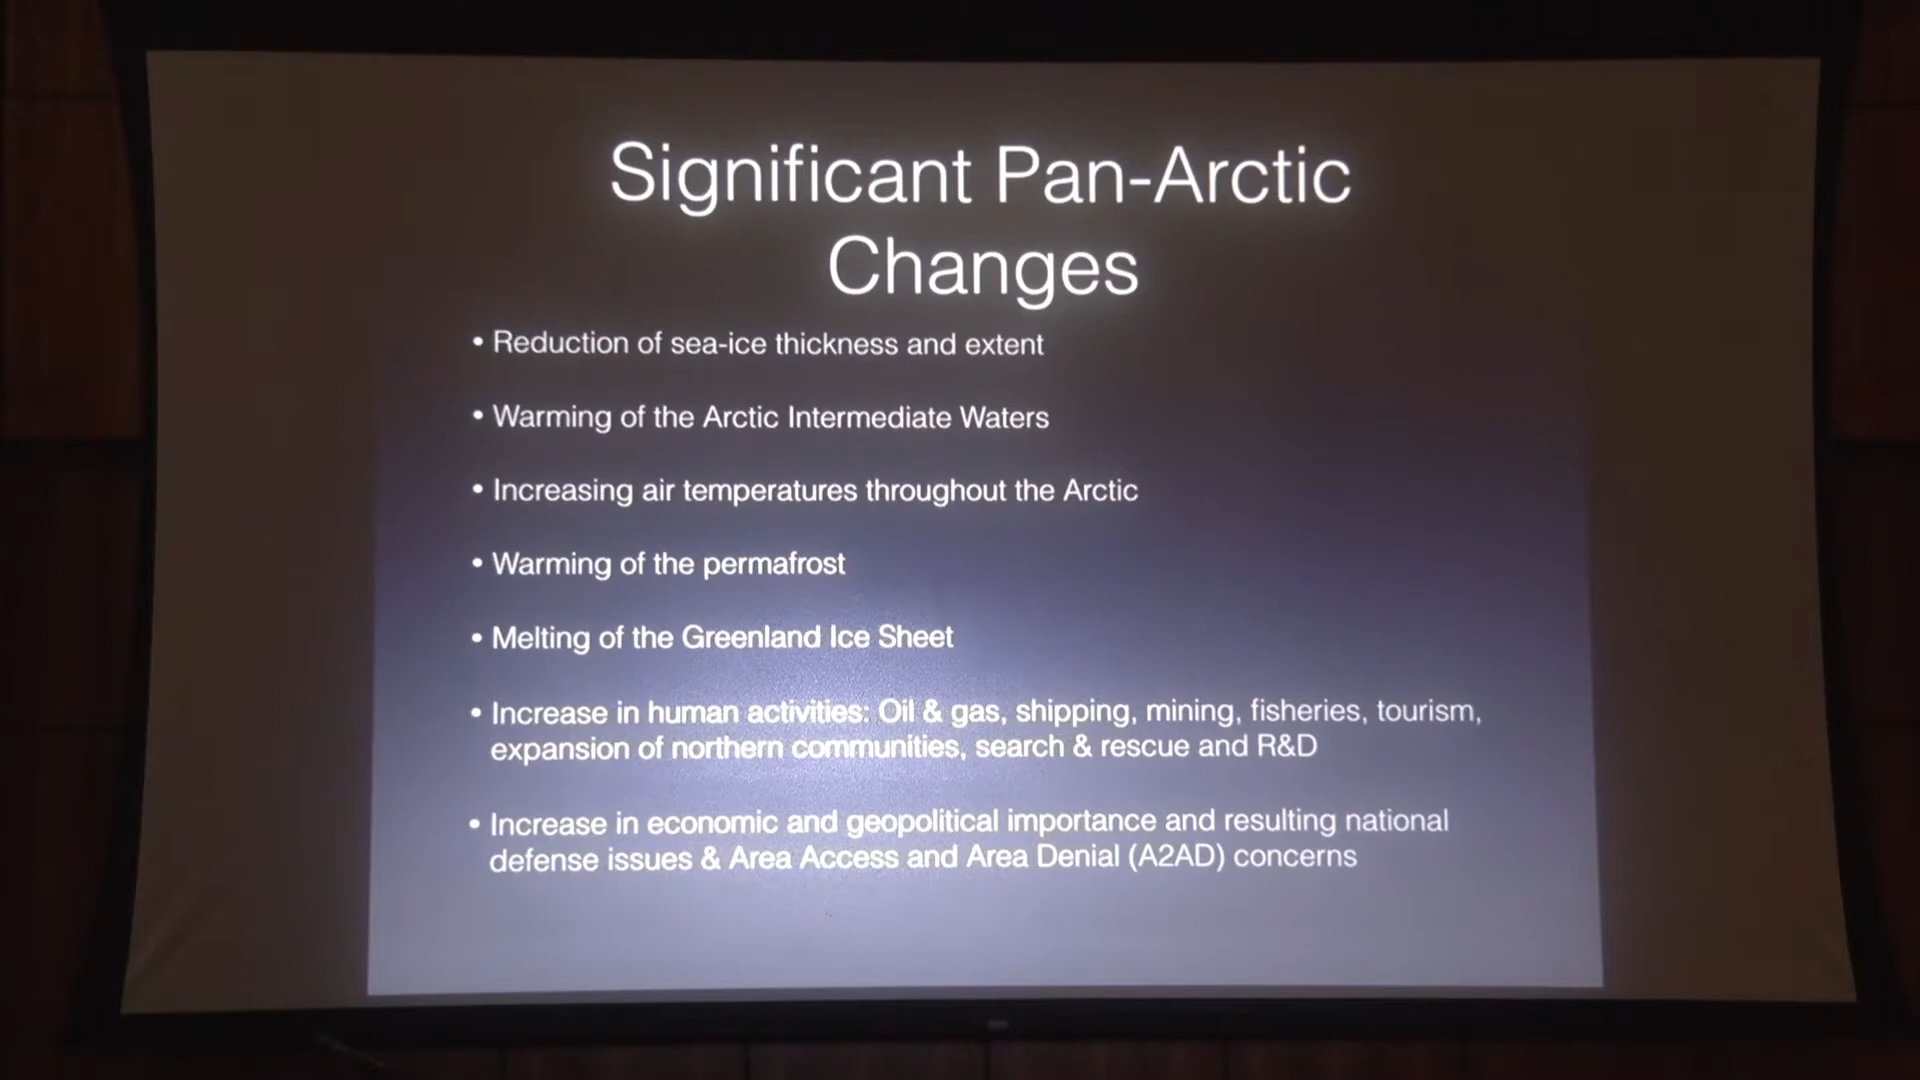 Significant Pan-Arctic
Changes
• Reduction of sea-ice thickness and extent
• Warming of the Arctic Intermediate Waters
• Increasing air temperatures throughout the Arctic
• Warming of the permafrost
• Melting of the Greenland Ice Sheet
• Increase in human activities: Oil & gas, shipping, mining, fisheries, tourism,
expansion of northern communities, search & rescue and R&D
• Increase in economic and geopolitical importance and resulting national
defense issues & Area Access and Area Denial (A2AD) concerns